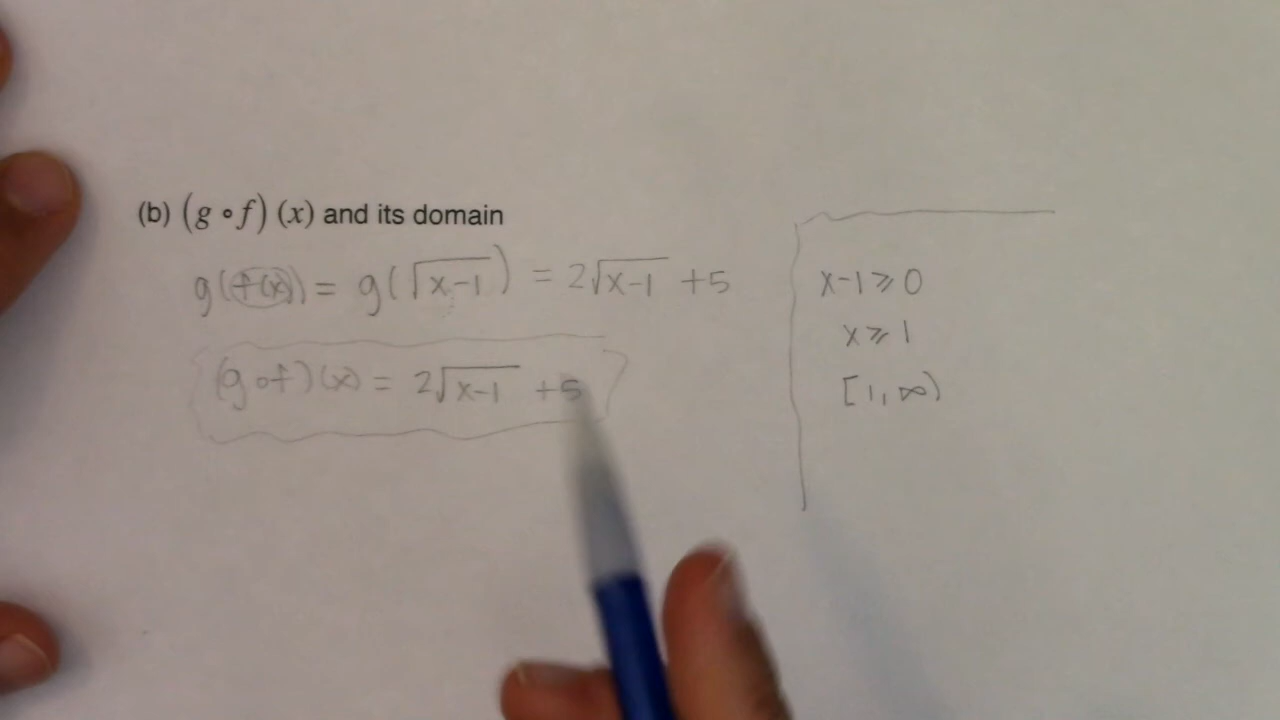 (b) (g ∘ f) (x) and its domain
g(f(x)) = g(√(x-1)) = 2√(x-1) +5
(g∘f)(x) = 2√(x-1) +5
x-1 ⩾ 0
x ⩾ 1
[1, ∞)